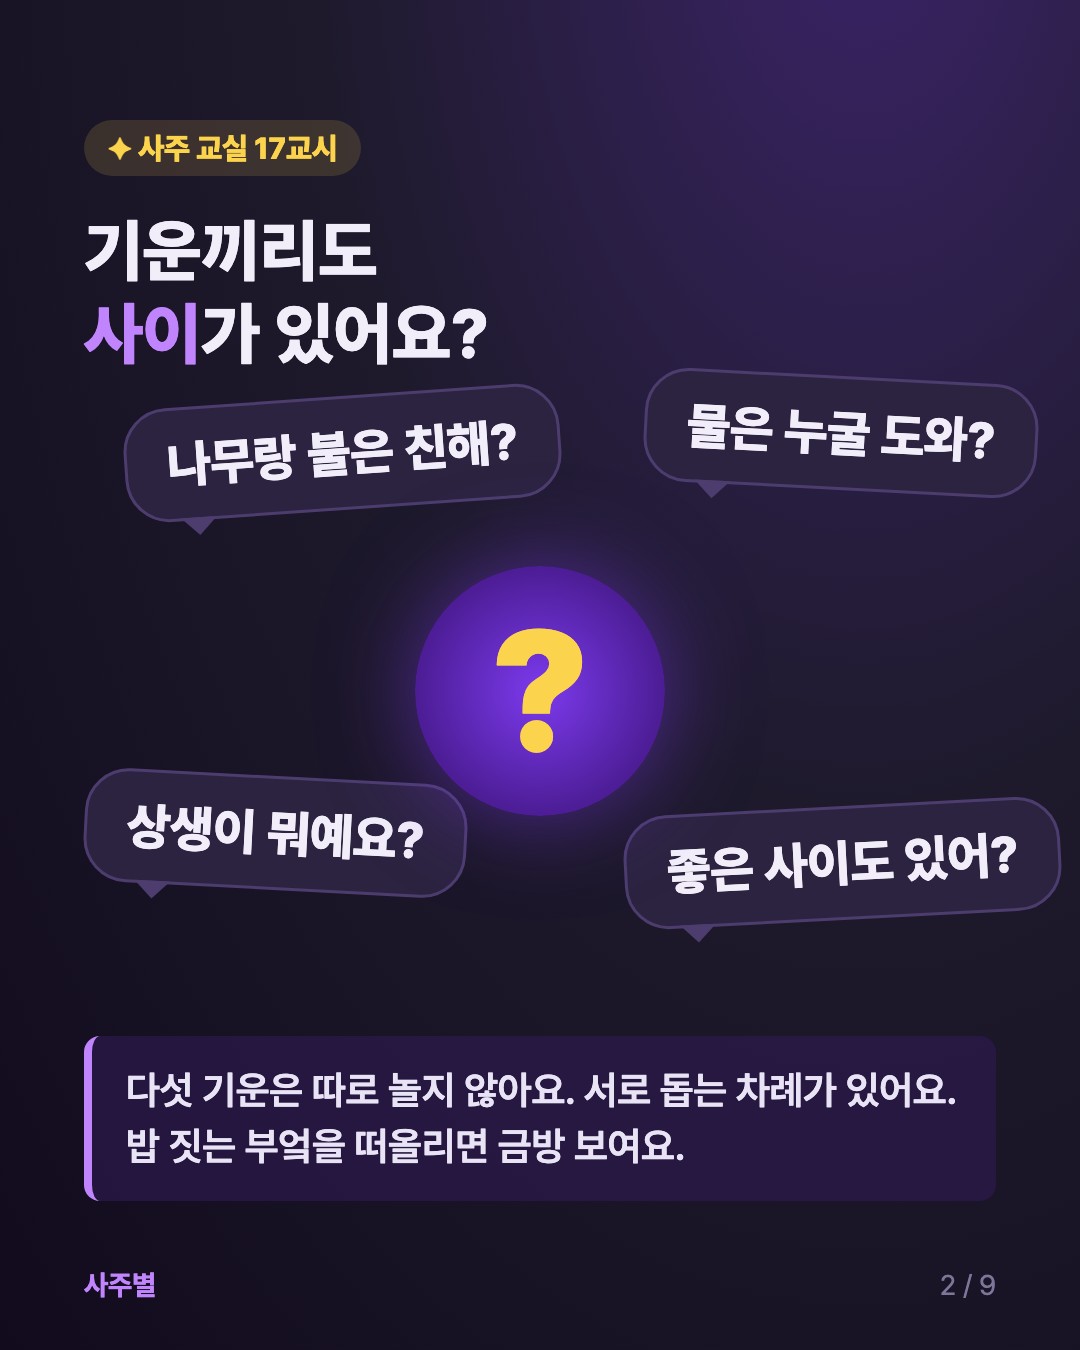 ✦ 사주 교실 17교시
기운끼리도
사이가 있어요?
나무랑 불은 친해?
물은 누굴 도와?
?
상생이 뭐예요?
좋은 사이도 있어?
다섯 기운은 따로 놀지 않아요. 서로 돕는 차례가 있어요.
밥 짓는 부엌을 떠올리면 금방 보여요.
사주별
2 / 9